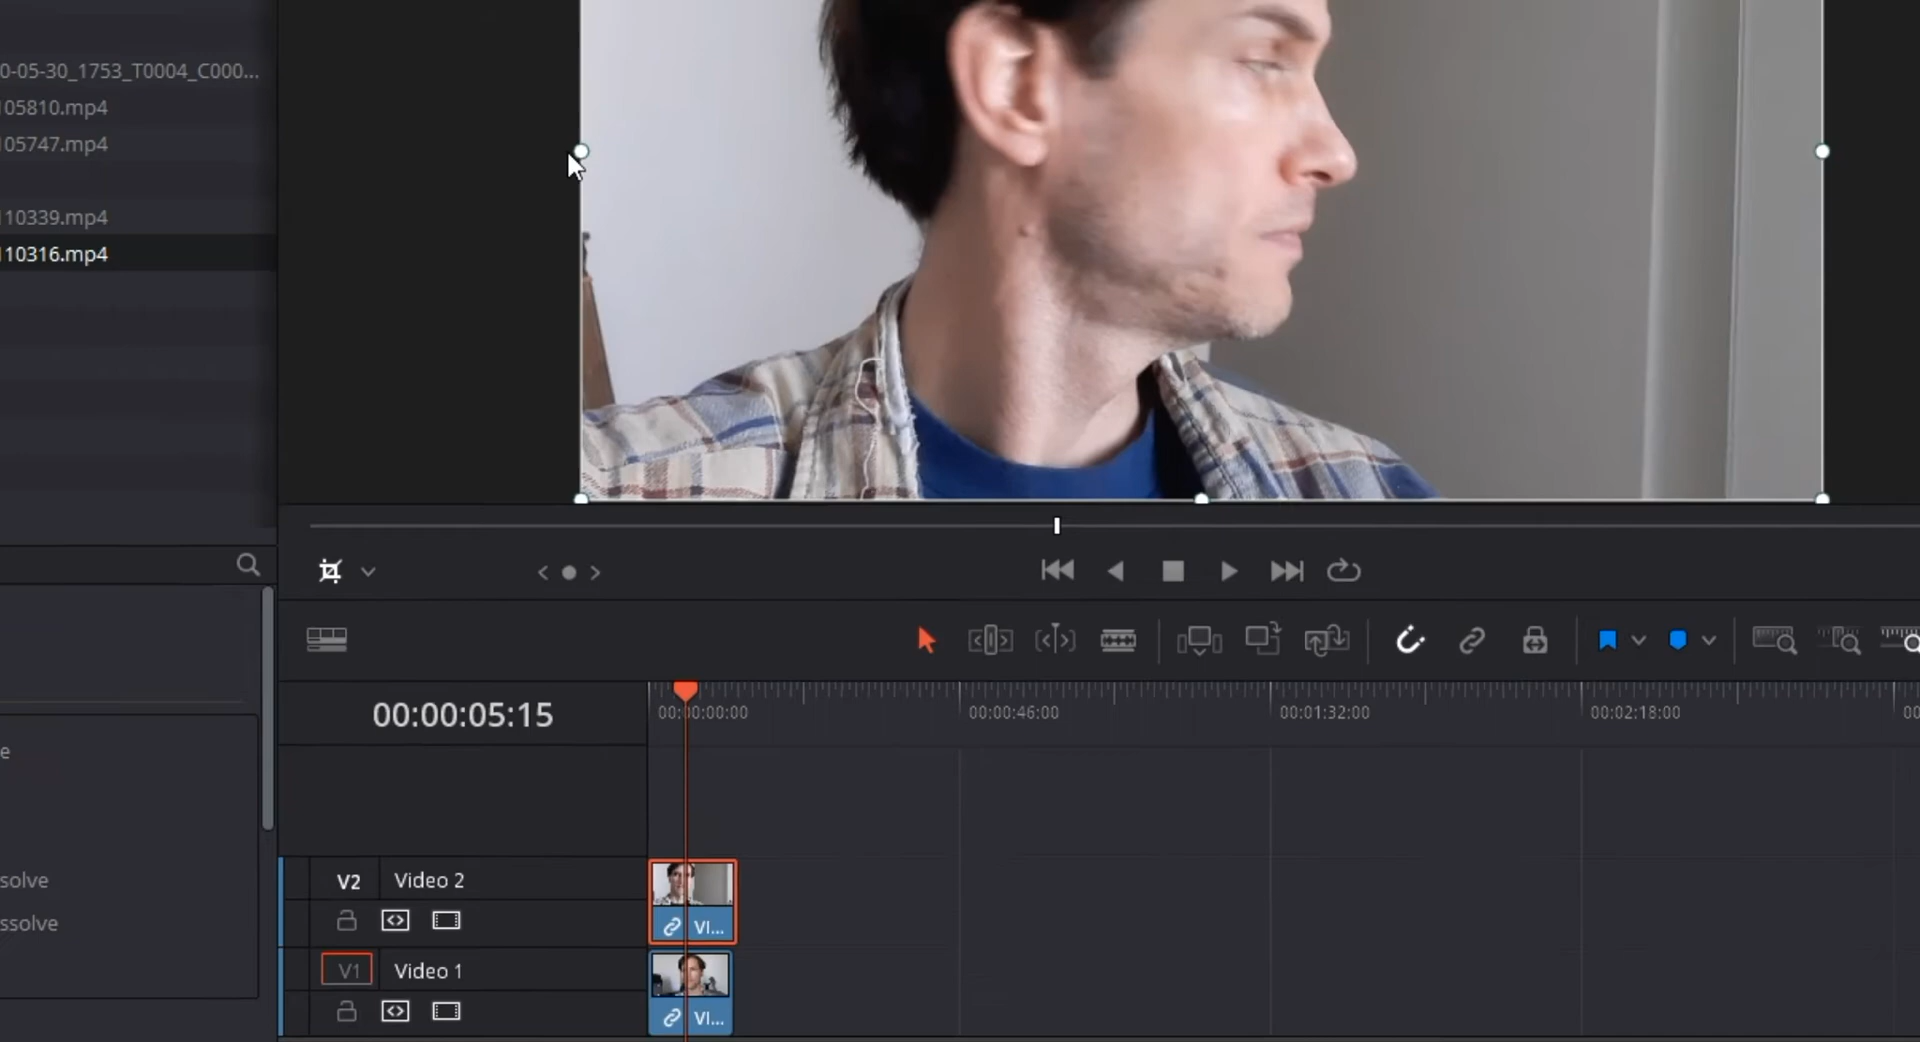 0-05-30_1753_T0004_C000...
105810.mp4
105747.mp4
110339.mp4
110316.mp4
00:00:05:15
00:00:00:00
00:00:46:00
00:01:32:00
00:02:18:00
00
e
solve
ssolve
V2
Video 2
VI...
V1
Video 1
VI...